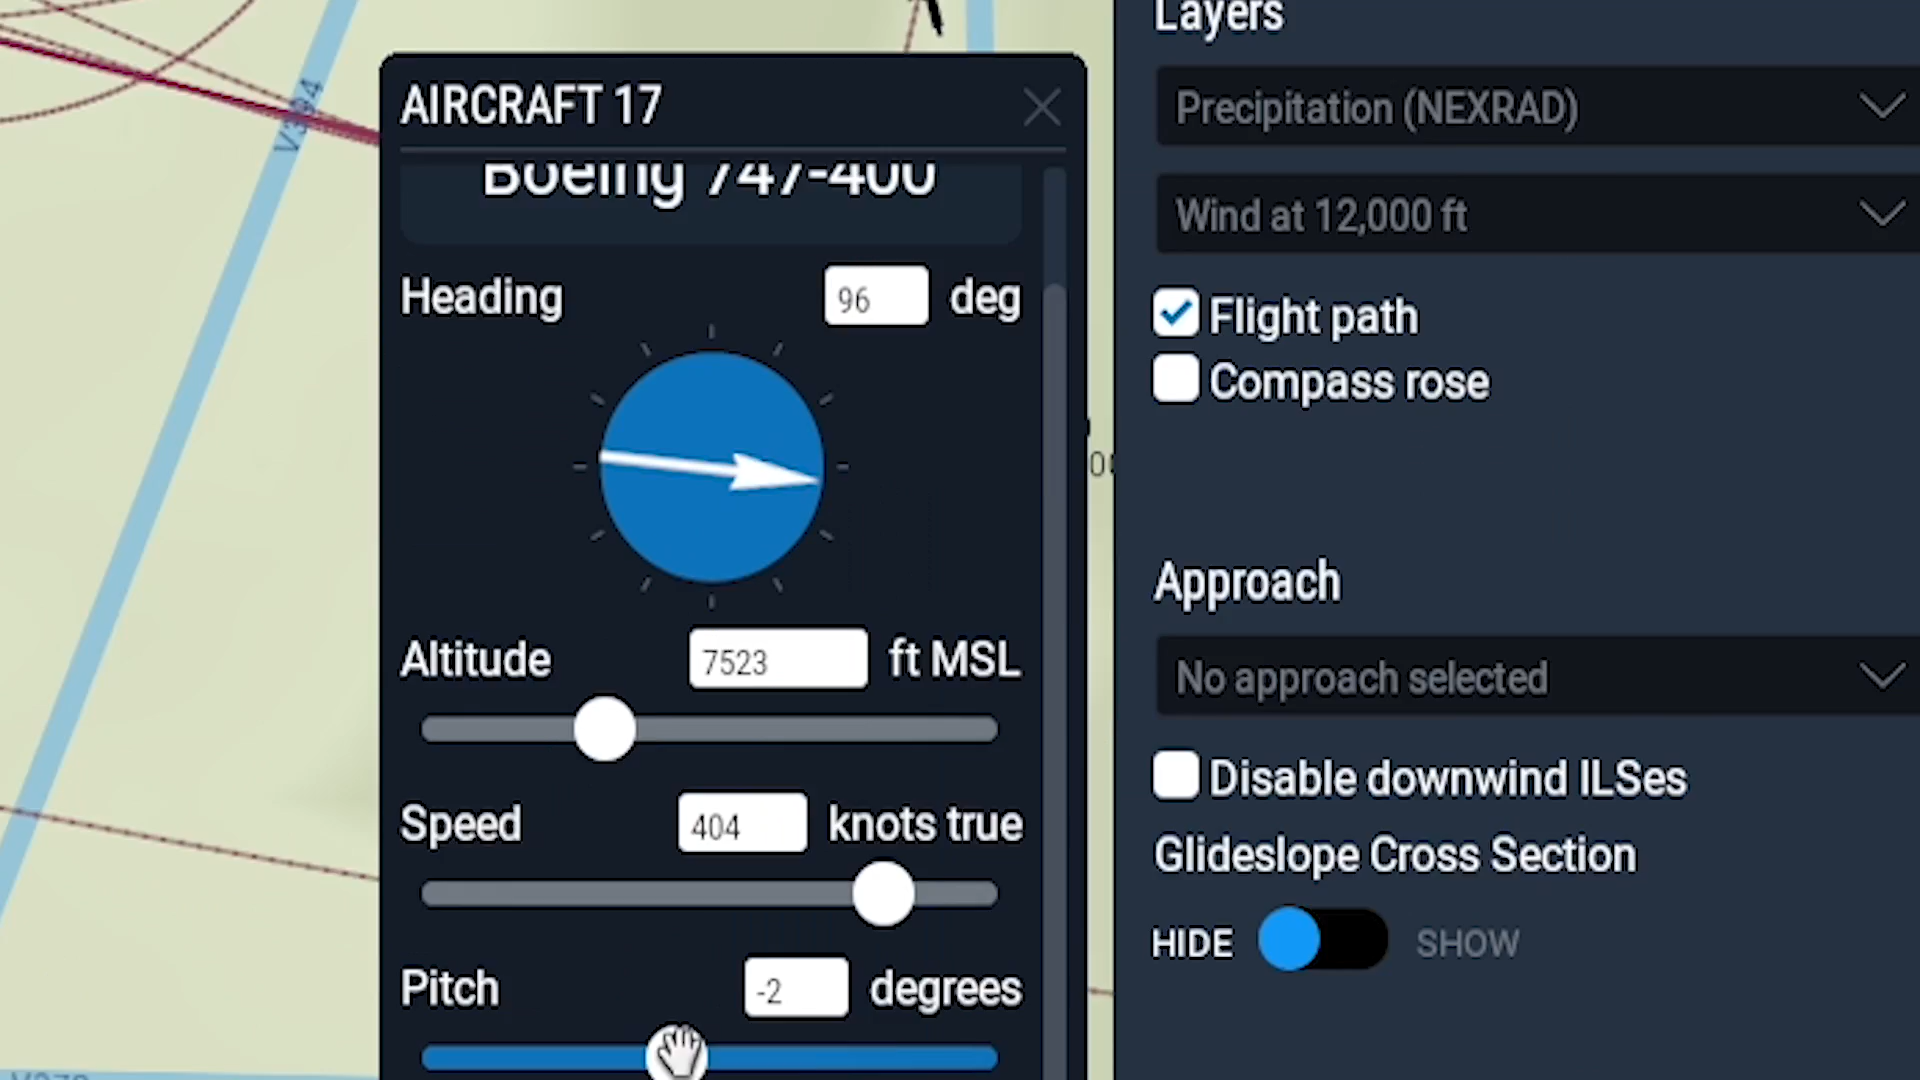 V394
AIRCRAFT 17
Boeing 747-400
Heading 96 deg
Altitude 7523 ft MSL
Speed 404 knots true
Pitch -2 degrees
Layers
Precipitation (NEXRAD)
Wind at 12,000 ft
Flight path
Compass rose
Approach
No approach selected
Disable downwind ILSes
Glideslope Cross Section
HIDE SHOW